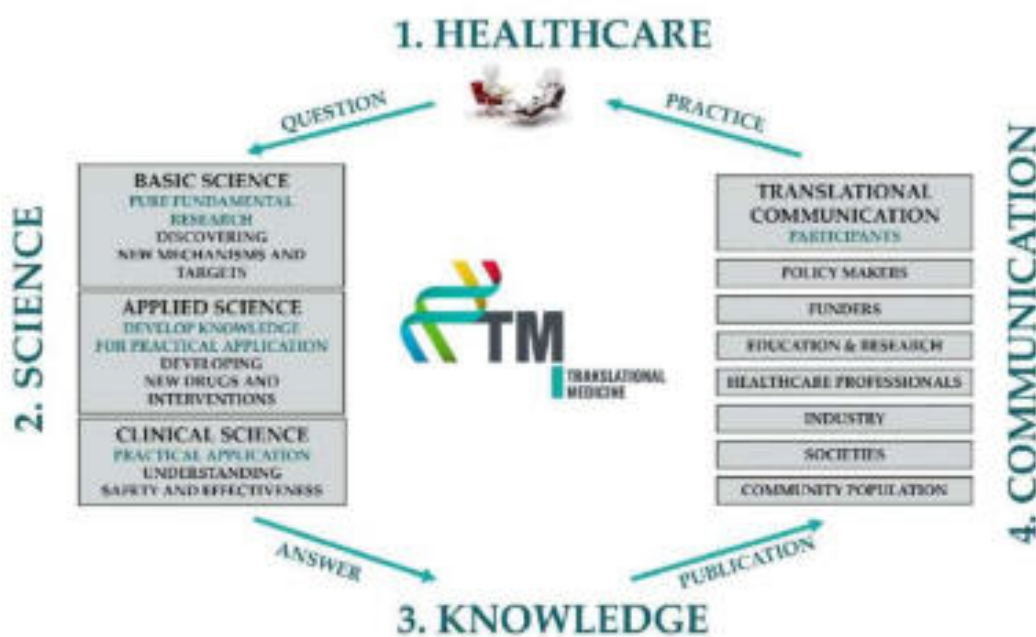 1. HEALTHCARE
QUESTION
PRACTICE
2. SCIENCE
BASIC SCIENCE
PURE FUNDAMENTAL
RESEARCH
DISCOVERING
NEW MECHANISMS AND
TARGETS
APPLIED SCIENCE
DEVELOP KNOWLEDGE
FOR PRACTICAL APPLICATION
DEVELOPING
NEW DRUGS AND
INTERVENTIONS
CLINICAL SCIENCE
PRACTICAL APPLICATION
UNDERSTANDING
SAFETY AND EFFECTIVENESS
TM
TRANSLATIONAL
MEDICINE
TRANSLATIONAL
COMMUNICATION
PARTICIPANTS
POLICY MAKERS
FUNDERS
EDUCATION & RESEARCH
HEALTHCARE PROFESSIONALS
INDUSTRY
SOCIETIES
COMMUNITY POPULATION
4. COMMUNICATION
ANSWER
PUBLICATION
3. KNOWLEDGE